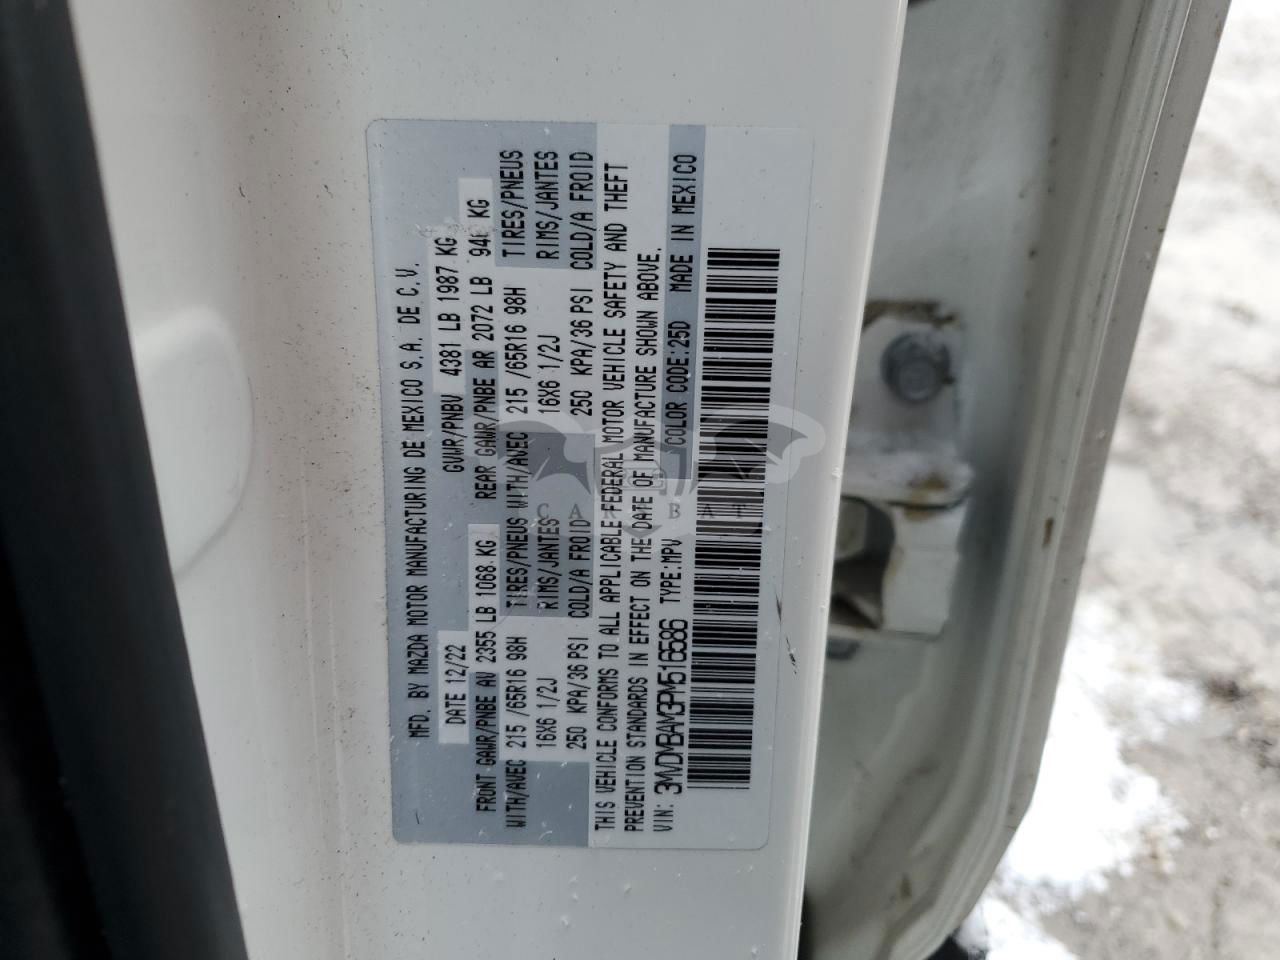 MFD. BY MAZDA MOTOR MANUFACTURING DE MEXICO S.A. DE C.V.
DATE 12/22 GVWR/PNBV 4381 LB 1987 KG
FRONT GAWR/PNBE AV 2355 LB 1068 KG REAR GAWR/PNBE AR 2072 LB KG
WITH/AVEC 215 /65R16 98H TIRES/PNEUS WITH/AVEC 215 /65R16 98H TIRES/PNEUS
16X6 1/2J RIMS/JANTES 16X6 1/2J RIMS/JANTES
250 KPA/36 PSI COLD/A FROID 250 KPA/36 PSI COLD/A FROID
THIS VEHICLE CONFORMS TO ALL APPLICABLE FEDERAL MOTOR VEHICLE SAFETY AND THEFT
PREVENTION STANDARDS IN EFFECT ON THE DATE OF MANUFACTURE SHOWN ABOVE.
VIN: 3MVDMBAM3PM516586 TYPE:MPV COLOR CODE:25D MADE IN MEXICO